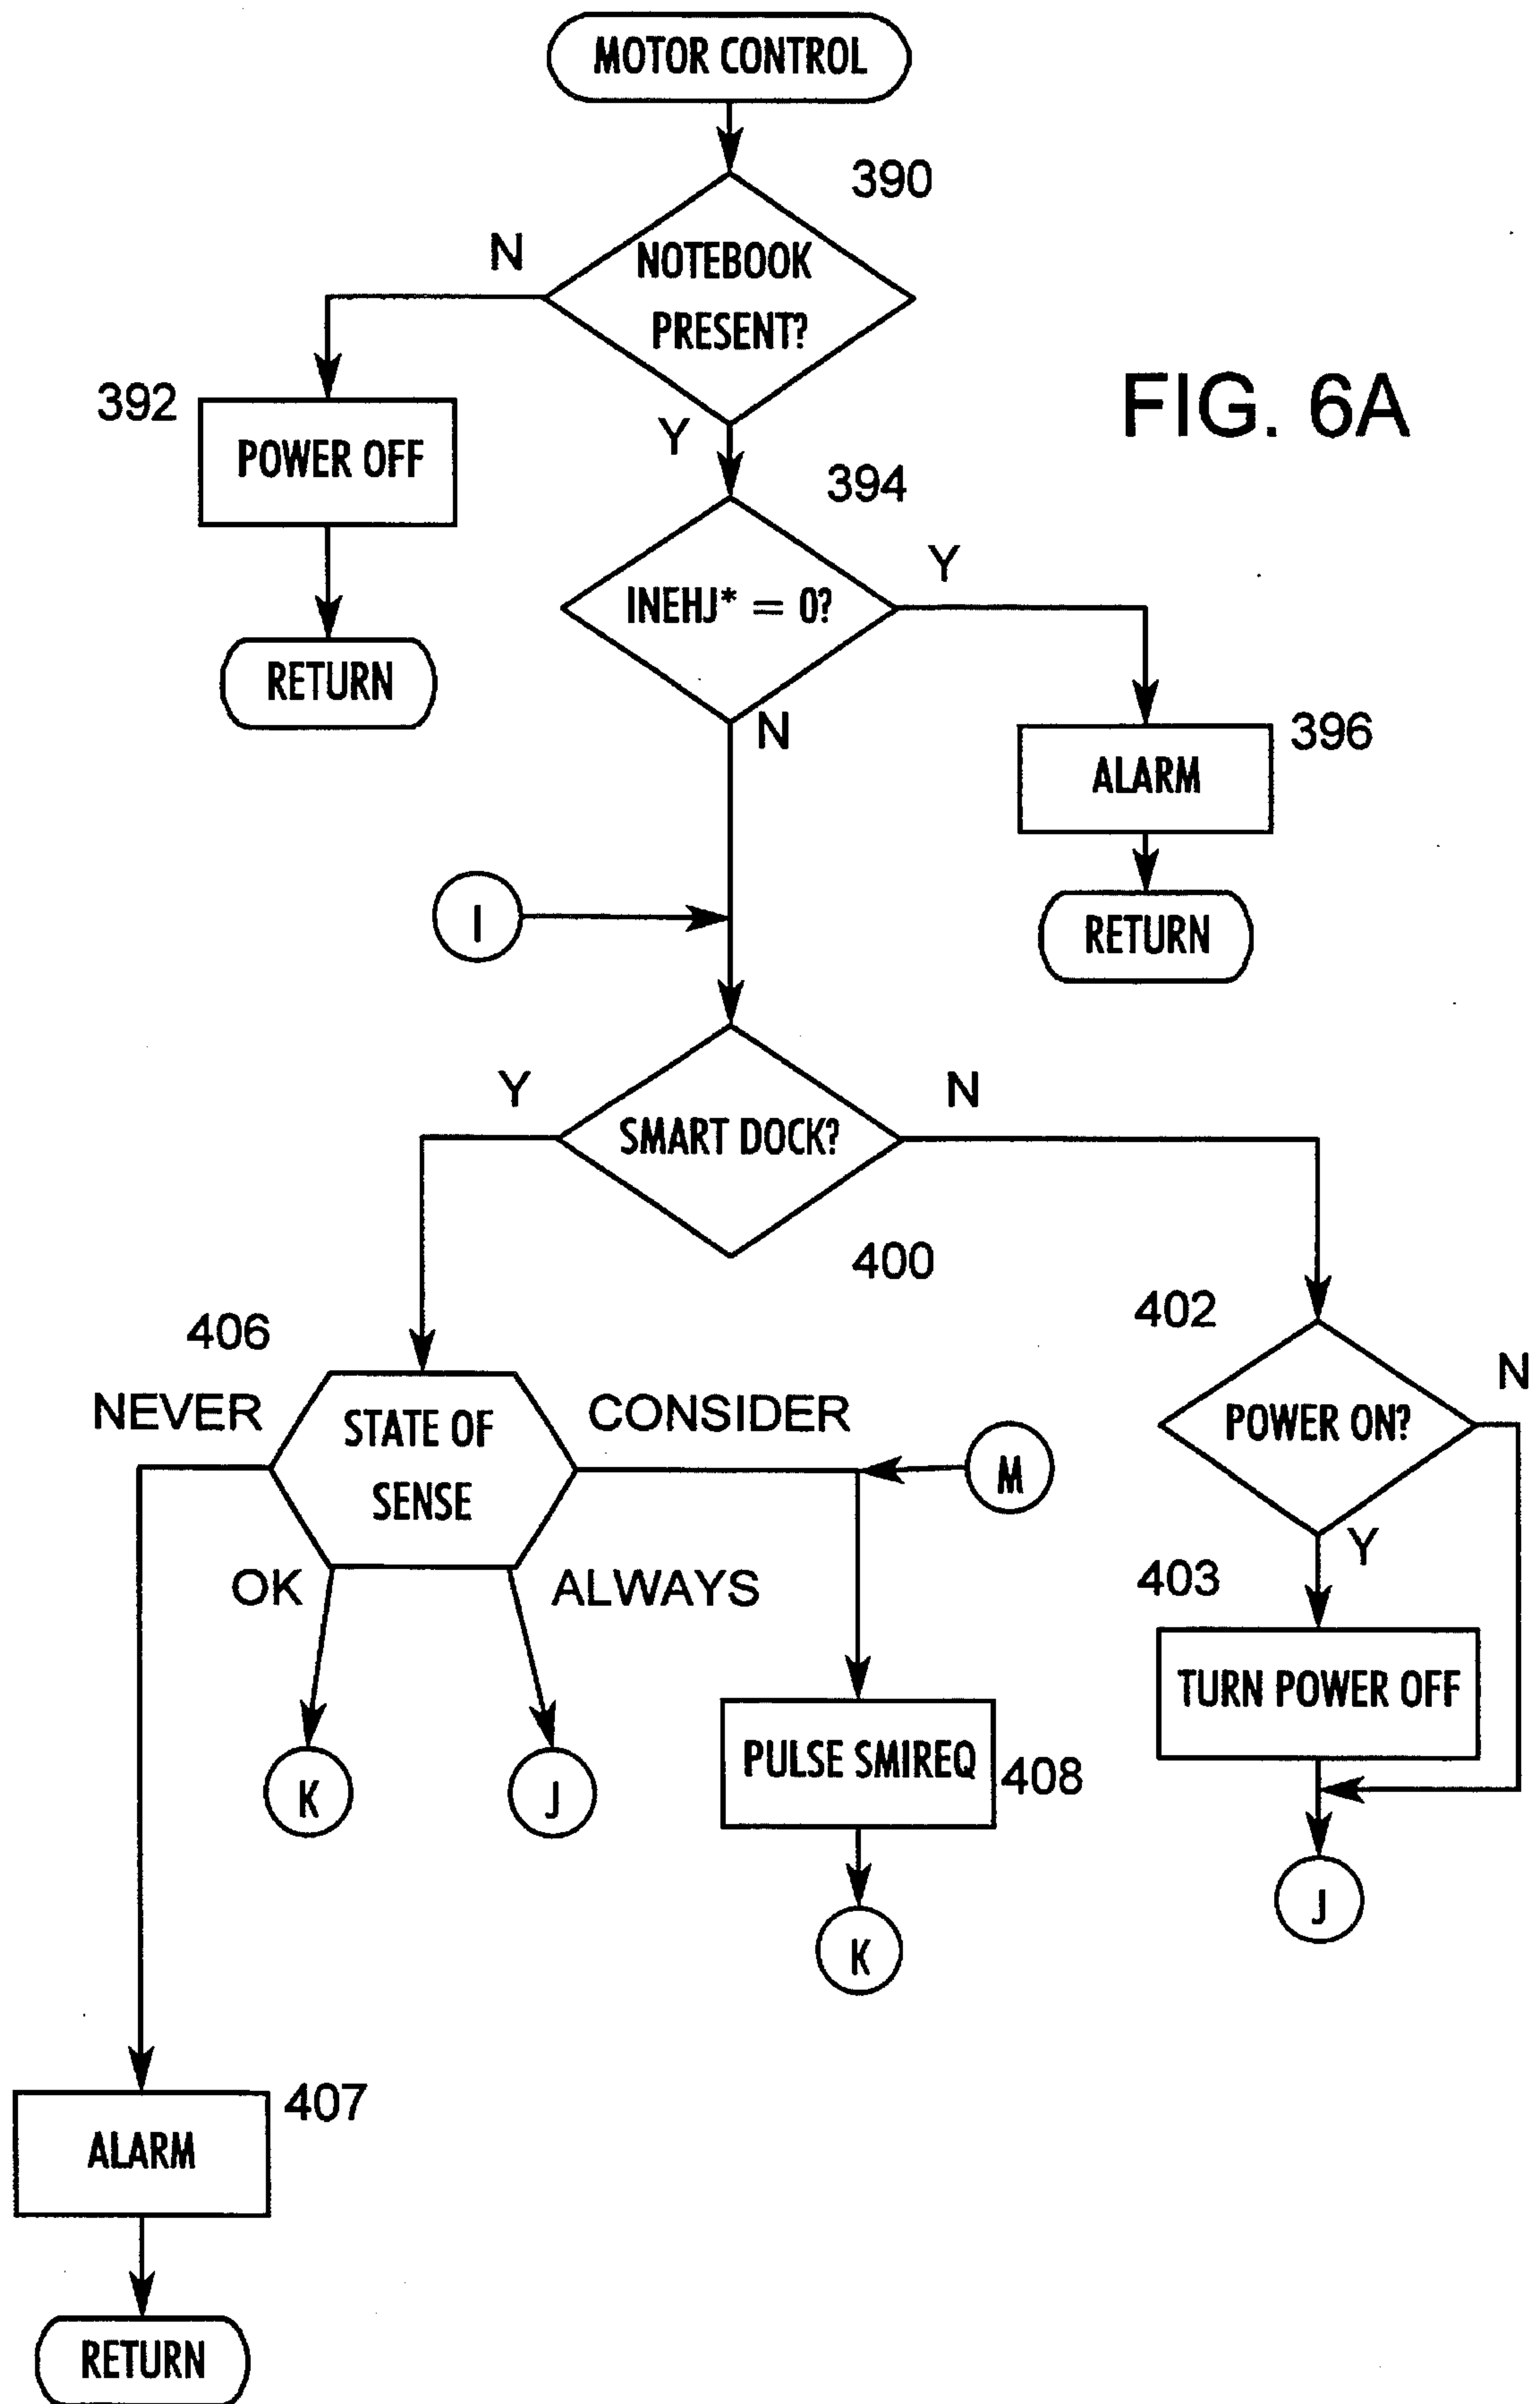 MOTOR CONTROL
390
N
NOTEBOOK
PRESENT?
FIG. 6A
392
POWER OFF
Y
394
Y
INEHJ* = 0?
RETURN
N
396
ALARM
I
RETURN
Y
N
SMART DOCK?
400
402
406
N
NEVER
STATE OF
SENSE
CONSIDER
M
POWER ON?
Y
OK
ALWAYS
403
TURN POWER OFF
PULSE SMIREQ
408
K
J
J
K
407
ALARM
RETURN